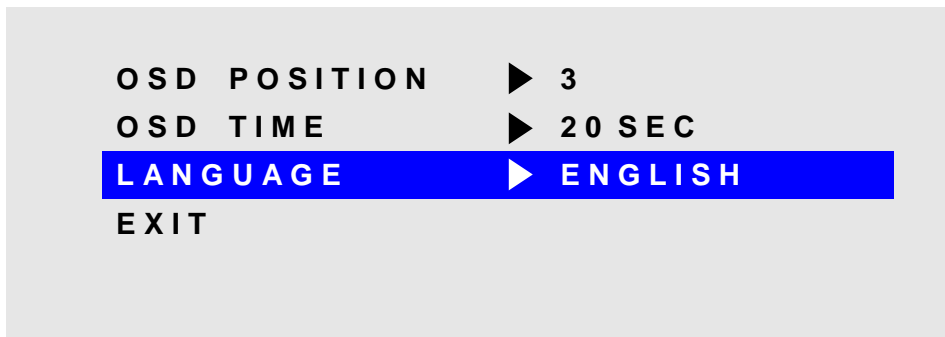 OSD POSITION ▶ 3
OSD TIME ▶ 20 SEC
LANGUAGE ▶ ENGLISH
EXIT